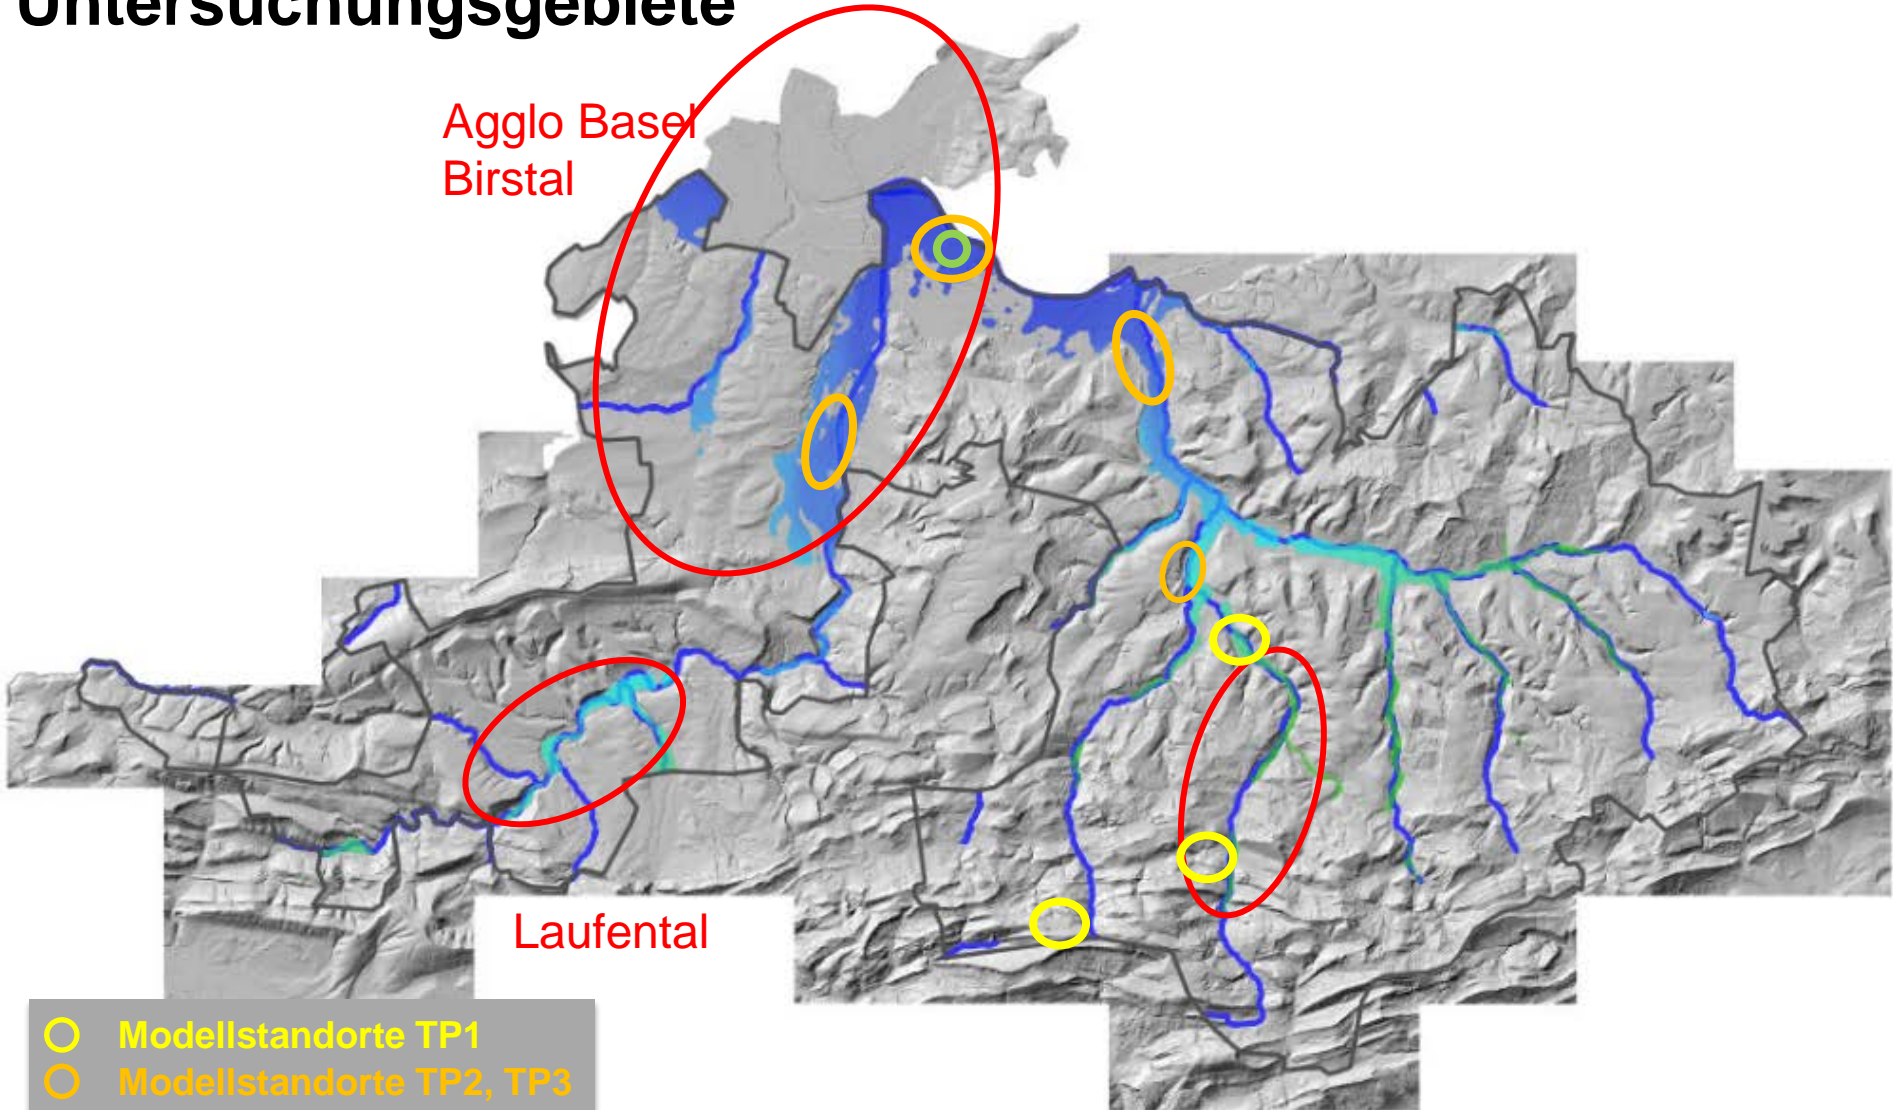 Untersuchungsgebiete
Agglo Basel
Birstal
Laufental
Modellstandorte TP1
Modellstandorte TP2, TP3